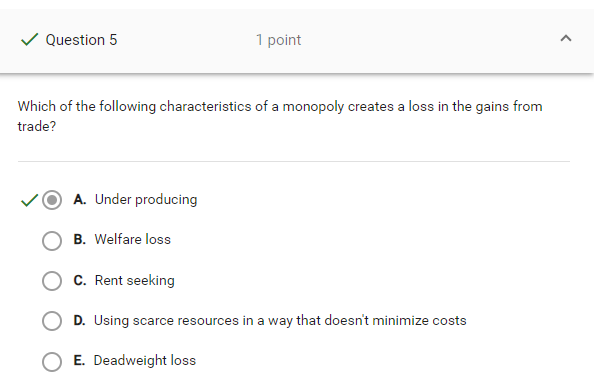 Question 5 1 point
Which of the following characteristics of a monopoly creates a loss in the gains from
trade?
A. Under producing
B. Welfare loss
C. Rent seeking
D. Using scarce resources in a way that doesn't minimize costs
E. Deadweight loss